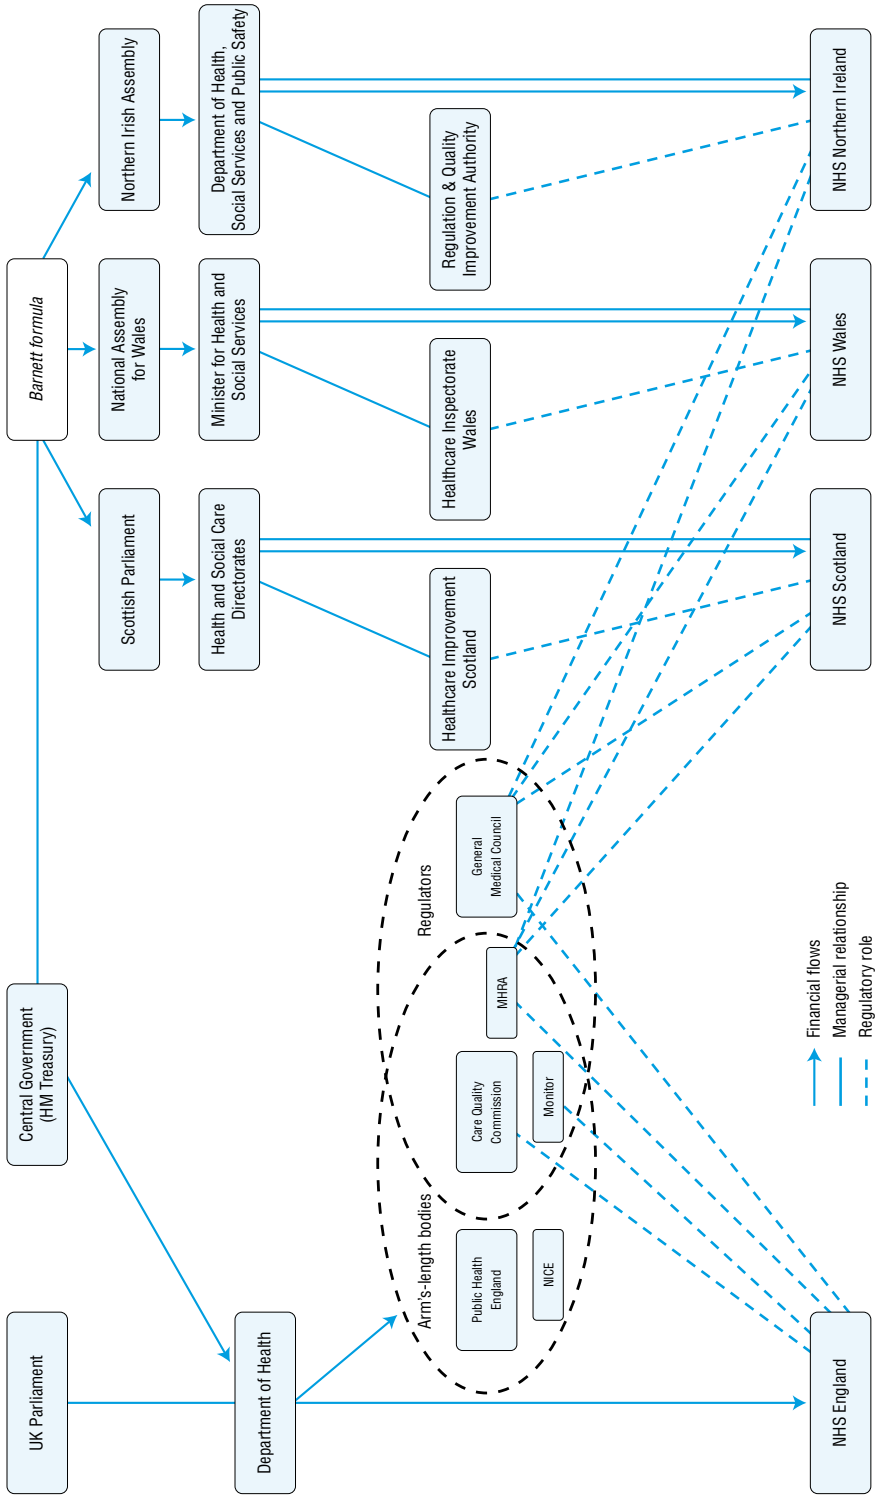 UK Parliament
Central Government
(HM Treasury)
Barnett formula
Scottish Parliament
National Assembly
for Wales
Northern Irish Assembly
Department of Health
Health and Social Care
Directorates
Minister for Health and
Social Services
Department of Health,
Social Services and Public Safety
Arm's-length bodies
Regulators
Public Health
England
NICE
Care Quality
Commission
Monitor
MHRA
General
Medical Council
Healthcare Improvement
Scotland
Healthcare Inspectorate
Wales
Regulation & Quality
Improvement Authority
Financial flows
Managerial relationship
Regulatory role
NHS England
NHS Scotland
NHS Wales
NHS Northern Ireland